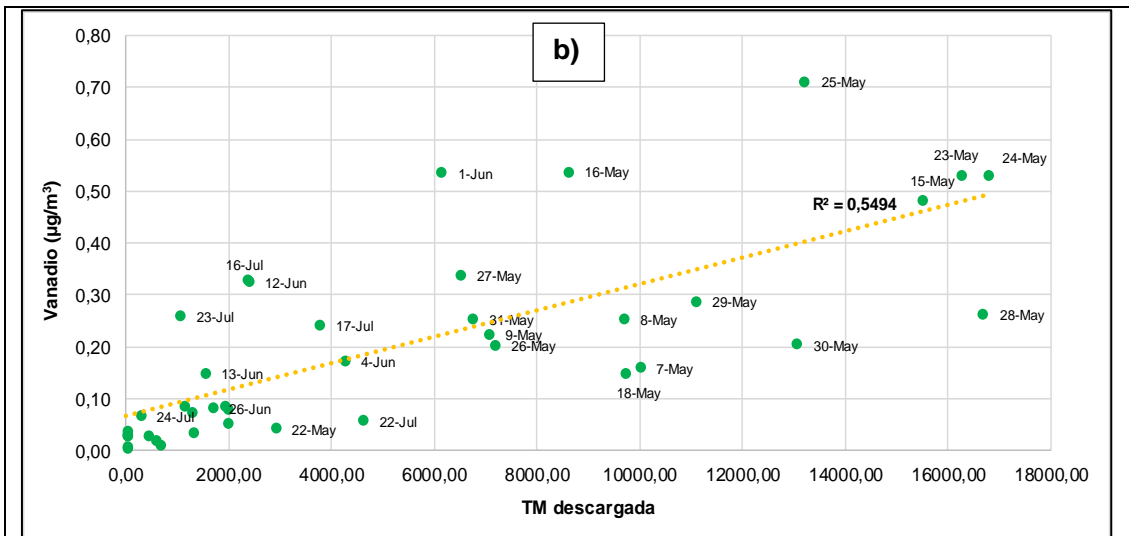 b)
0,80
0,70
0,60
0,50
0,40
0,30
0,20
0,10
0,00
Vanadio (µg/m³)
25-May
1-Jun
16-May
23-May
24-May
15-May
R² = 0,5494
27-May
16-Jul
12-Jun
23-Jul
17-Jul
31-May
8-May
29-May
28-May
9-May
26-May
30-May
4-Jun
13-Jun
7-May
18-May
24-Jul
26-Jun
22-May
22-Jul
0,00 2000,00 4000,00 6000,00 8000,00 10000,00 12000,00 14000,00 16000,00 18000,00
TM descargada